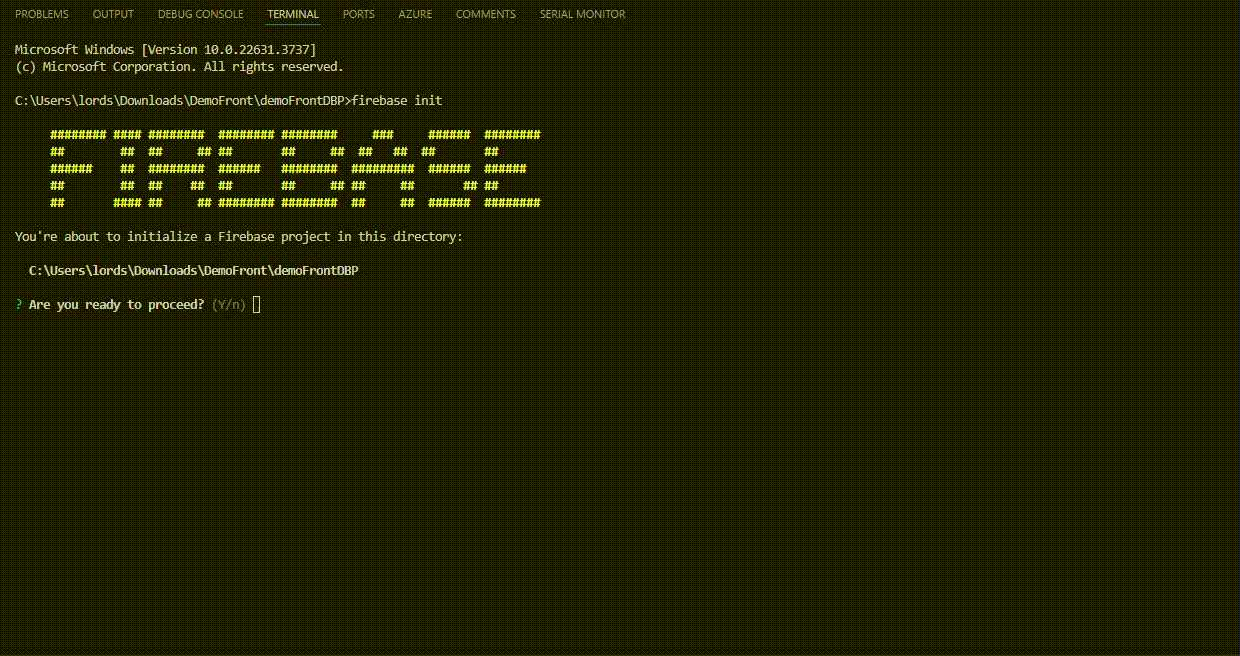 PROBLEMS OUTPUT DEBUG CONSOLE TERMINAL PORTS AZURE COMMENTS SERIAL MONITOR
Microsoft Windows [Version 10.0.22631.3737]
(c) Microsoft Corporation. All rights reserved.
C:\Users\lords\Downloads\DemoFront\demoFrontDBP>firebase init
FIREBASE
You're about to initialize a Firebase project in this directory:
C:\Users\lords\Downloads\DemoFront\demoFrontDBP
? Are you ready to proceed? (Y/n)